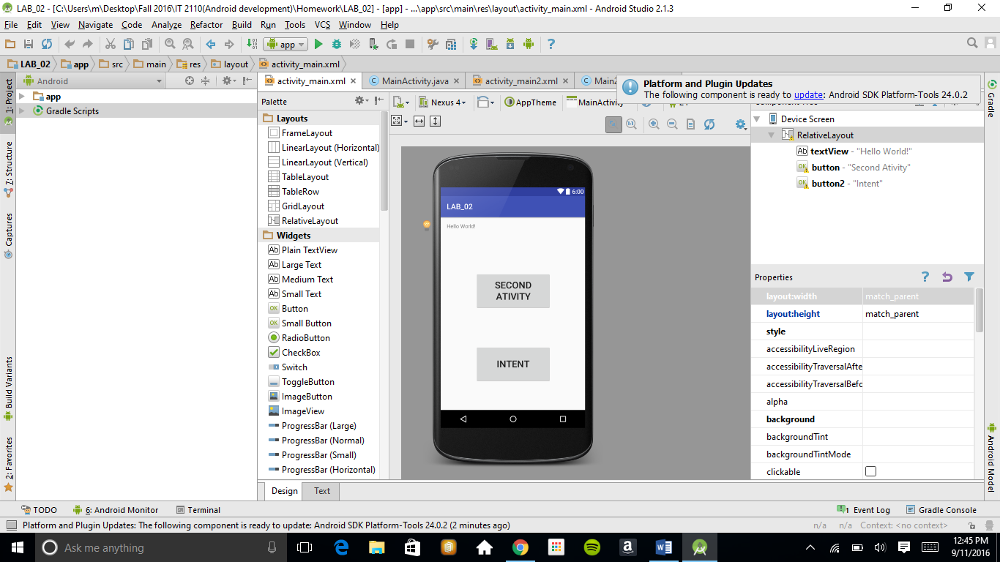 LAB_02 - [C:\Users\m\Desktop\Fall 2016\IT 2110(Android development)\Homework\LAB_02] - [app] - ...\app\src\main\res\layout\activity_main.xml - Android Studio 2.1.3
File Edit View Navigate Code Analyze Refactor Build Run Tools VCS Window Help
app
LAB_02 app src main res layout activity_main.xml
1: Project
7: Structure
Captures
Build Variants
2: Favorites
Android
app
Gradle Scripts
activity_main.xml MainActivity.java activity_main2.xml Main2
Platform and Plugin Updates
The following component is ready to update: Android SDK Platform-Tools 24.0.2
Palette
Nexus 4 AppTheme MainActivity
Layouts
FrameLayout
LinearLayout (Horizontal)
LinearLayout (Vertical)
TableLayout
TableRow
GridLayout
RelativeLayout
Widgets
Plain TextView
Large Text
Medium Text
Small Text
Button
Small Button
RadioButton
CheckBox
Switch
ToggleButton
ImageButton
ImageView
ProgressBar (Large)
ProgressBar (Normal)
ProgressBar (Small)
ProgressBar (Horizontal)
6:00
LAB_02
Hello World!
SECOND
ATIVITY
INTENT
Device Screen
RelativeLayout
textView - "Hello World!"
button - "Second Ativity"
button2 - "Intent"
Properties
layout:width match_parent
layout:height match_parent
style
accessibilityLiveRegion
accessibilityTraversalAfte
accessibilityTraversalBefo
alpha
background
backgroundTint
backgroundTintMode
clickable
Gradle
Android Model
Design Text
TODO 6: Android Monitor Terminal 1 Event Log Gradle Console
Platform and Plugin Updates: The following component is ready to update: Android SDK Platform-Tools 24.0.2 (2 minutes ago) n/a n/a Context: <no context>
Ask me anything
12:45 PM
9/11/2016